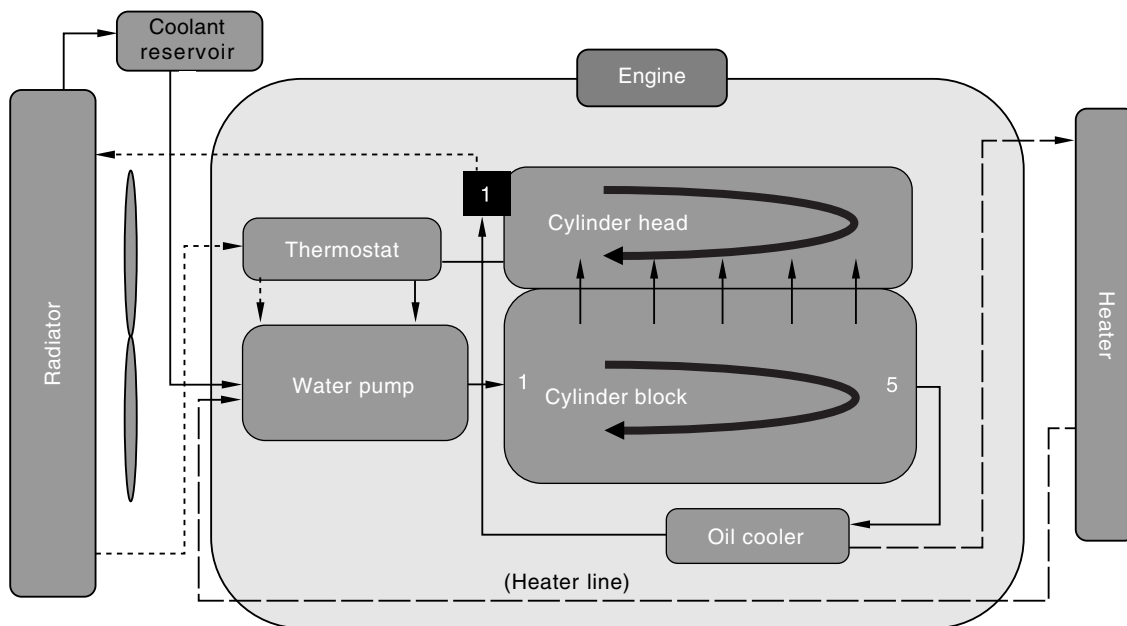 Coolant
reservoir
Engine
1
Cylinder head
Thermostat
Radiator
Heater
Water pump
1
Cylinder block
5
Oil cooler
(Heater line)